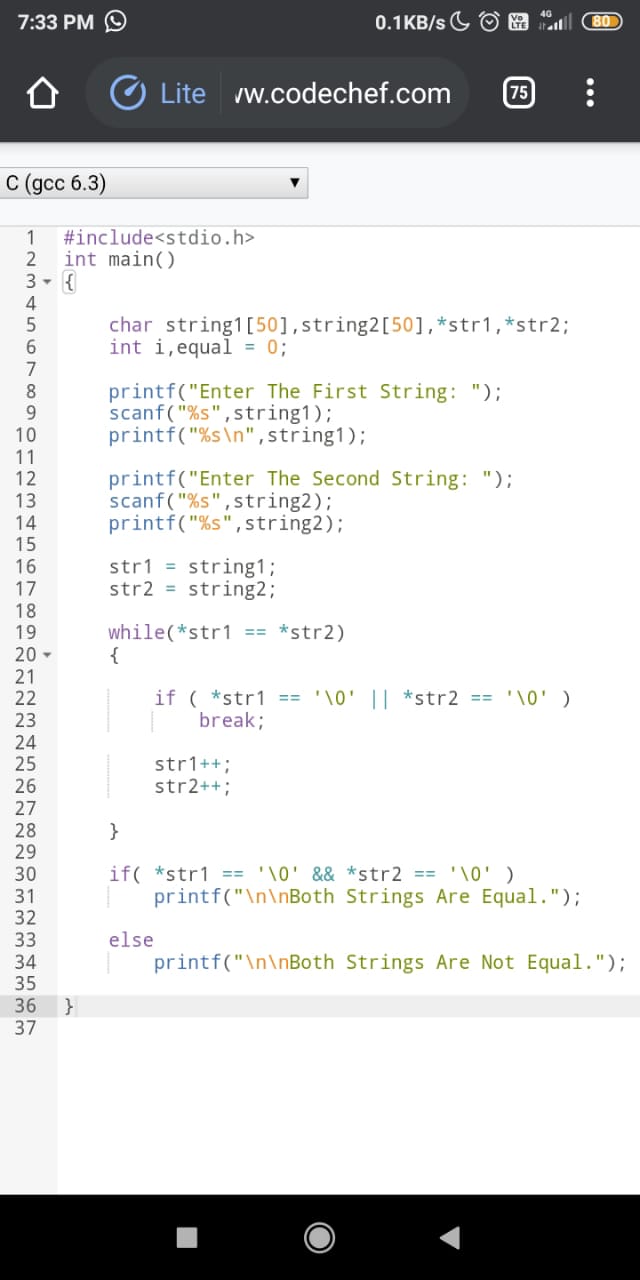 7:33 PM 0.1KB/s Vo LTE 4G 80
Lite /w.codechef.com 75
C (gcc 6.3)
1 #include<stdio.h>
2 int main()
3 {
4
5 char string1[50],string2[50],*str1,*str2;
6 int i,equal = 0;
7
8 printf("Enter The First String: ");
9 scanf("%s",string1);
10 printf("%s\n",string1);
11
12 printf("Enter The Second String: ");
13 scanf("%s",string2);
14 printf("%s",string2);
15
16 str1 = string1;
17 str2 = string2;
18
19 while(*str1 == *str2)
20 {
21
22 if ( *str1 == '\0' || *str2 == '\0' )
23 break;
24
25 str1++;
26 str2++;
27
28 }
29
30 if( *str1 == '\0' && *str2 == '\0' )
31 printf("\n\nBoth Strings Are Equal.");
32
33 else
34 printf("\n\nBoth Strings Are Not Equal.");
35
36 }
37